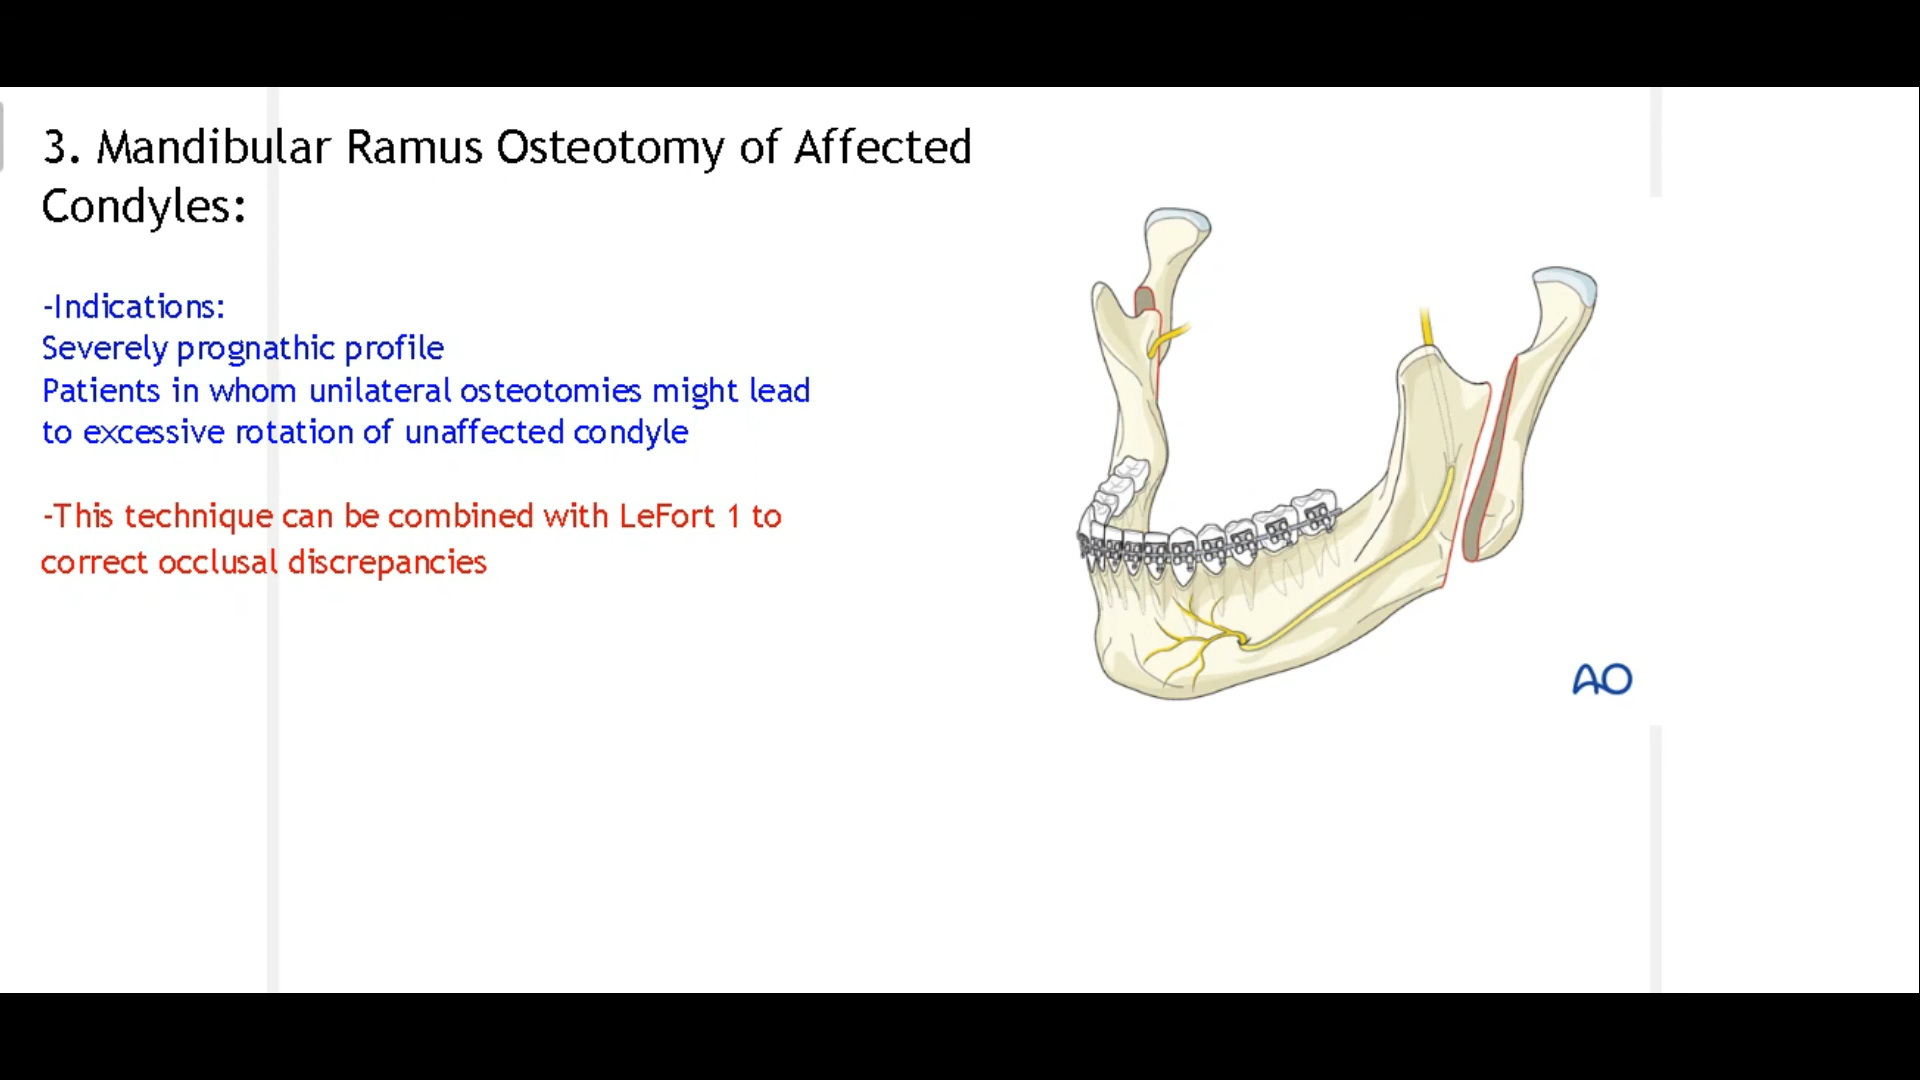 3. Mandibular Ramus Osteotomy of Affected
Condyles:
-Indications:
Severely prognathic profile
Patients in whom unilateral osteotomies might lead
to excessive rotation of unaffected condyle
-This technique can be combined with LeFort 1 to
correct occlusal discrepancies
AO